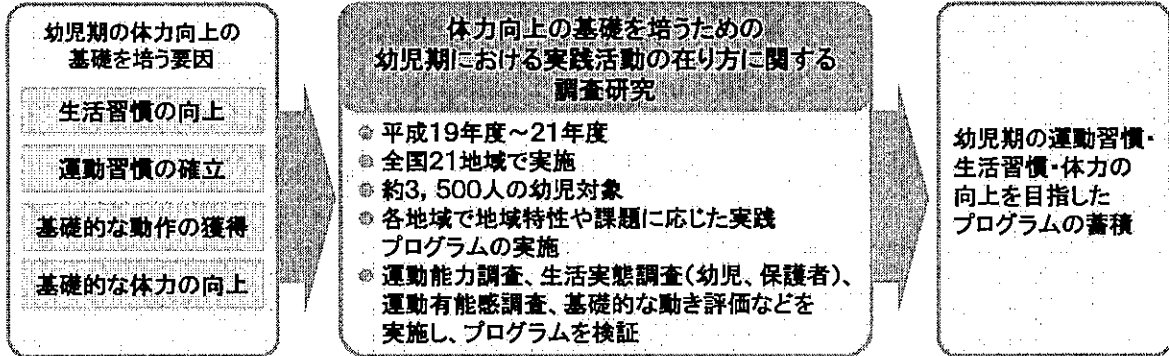 幼児期の体力向上の
基礎を培う要因
生活習慣の向上
運動習慣の確立
基礎的な動作の獲得
基礎的な体力の向上
体力向上の基礎を培うための
幼児期における実践活動の在り方に関する
調査研究
平成19年度～21年度
全国21地域で実施
約3,500人の幼児対象
各地域で地域特性や課題に応じた実践
プログラムの実施
運動能力調査、生活実態調査(幼児、保護者)、
運動有能感調査、基礎的な動き評価などを
実施し、プログラムを検証
幼児期の運動習慣・
生活習慣・体力の
向上を目指した
プログラムの蓄積